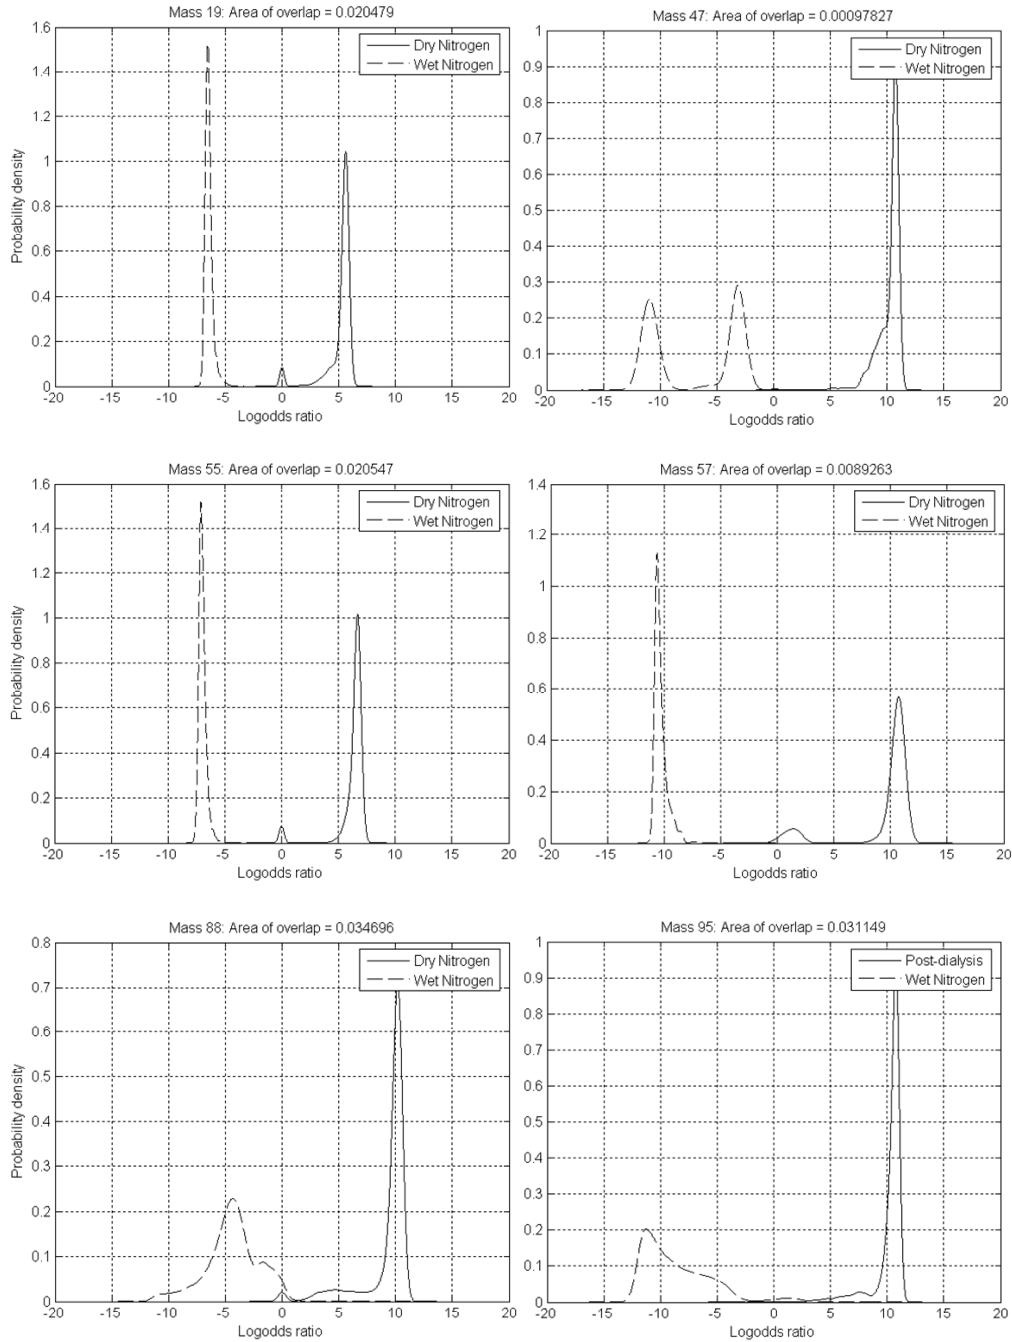 Mass 19: Area of overlap = 0.020479
1.6
1.4
1.2
1
0.8
0.6
0.4
0.2
0
Probability density
Dry Nitrogen
Wet Nitrogen
-20 -15 -10 -5 0 5 10 15 20
Logodds ratio
Mass 47: Area of overlap = 0.00097827
1
0.9
0.8
0.7
0.6
0.5
0.4
0.3
0.2
0.1
0
Dry Nitrogen
Wet Nitrogen
-20 -15 -10 -5 0 5 10 15 20
Logodds ratio
Mass 55: Area of overlap = 0.020547
1.6
1.4
1.2
1
0.8
0.6
0.4
0.2
0
Probability density
Dry Nitrogen
Wet Nitrogen
-20 -15 -10 -5 0 5 10 15 20
Logodds ratio
Mass 57: Area of overlap = 0.0089263
1.4
1.2
1
0.8
0.6
0.4
0.2
0
Dry Nitrogen
Wet Nitrogen
-20 -15 -10 -5 0 5 10 15 20
Logodds ratio
Mass 88: Area of overlap = 0.034696
0.8
0.7
0.6
0.5
0.4
0.3
0.2
0.1
0
Probability density
Dry Nitrogen
Wet Nitrogen
-20 -15 -10 -5 0 5 10 15 20
Logodds ratio
Mass 95: Area of overlap = 0.031149
1
0.9
0.8
0.7
0.6
0.5
0.4
0.3
0.2
0.1
0
Post-dialysis
Wet Nitrogen
-20 -15 -10 -5 0 5 10 15 20
Logodds ratio